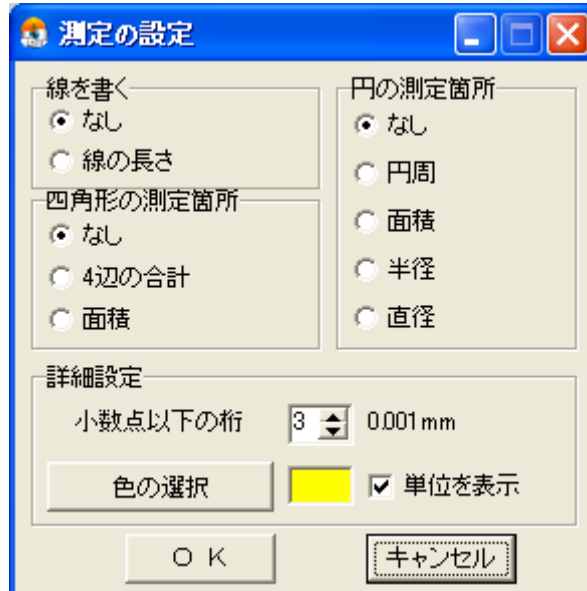 測定の設定
線を書く
なし
線の長さ
四角形の測定箇所
なし
4辺の合計
面積
円の測定箇所
なし
円周
面積
半径
直径
詳細設定
小数点以下の桁 3 0.001mm
色の選択 単位を表示
ＯＫ キャンセル